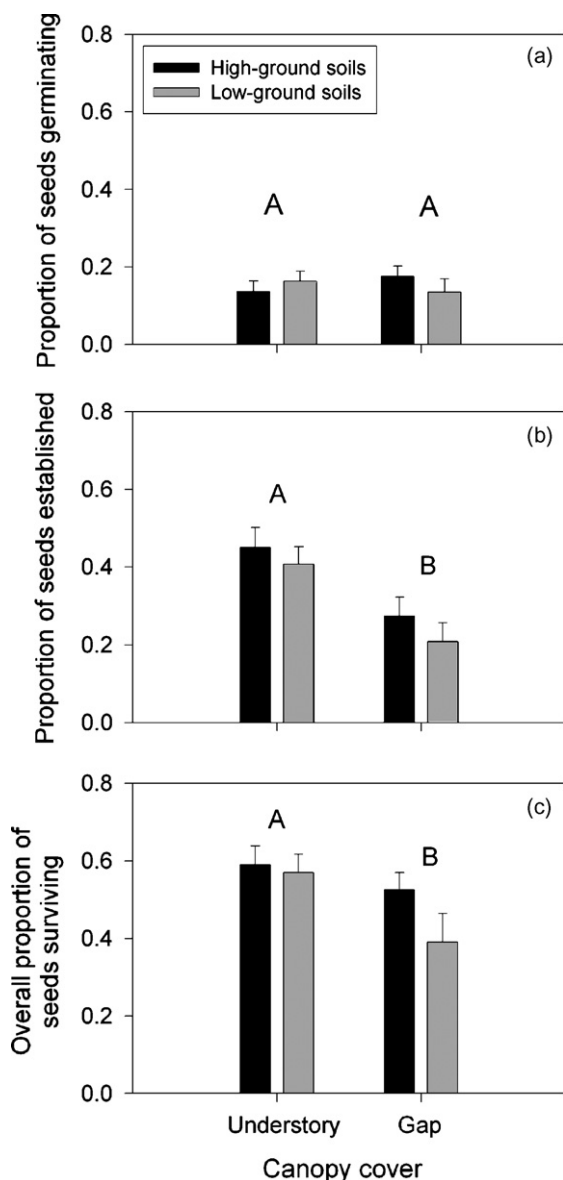 (a)
High-ground soils
Low-ground soils
Proportion of seeds germinating
0.8
0.6
0.4
0.2
0.0
A A
(b)
Proportion of seeds established
0.8
0.6
0.4
0.2
0.0
A
B
(c)
Overall proportion of
seeds surviving
0.8
0.6
0.4
0.2
0.0
A
B
Understory Gap
Canopy cover